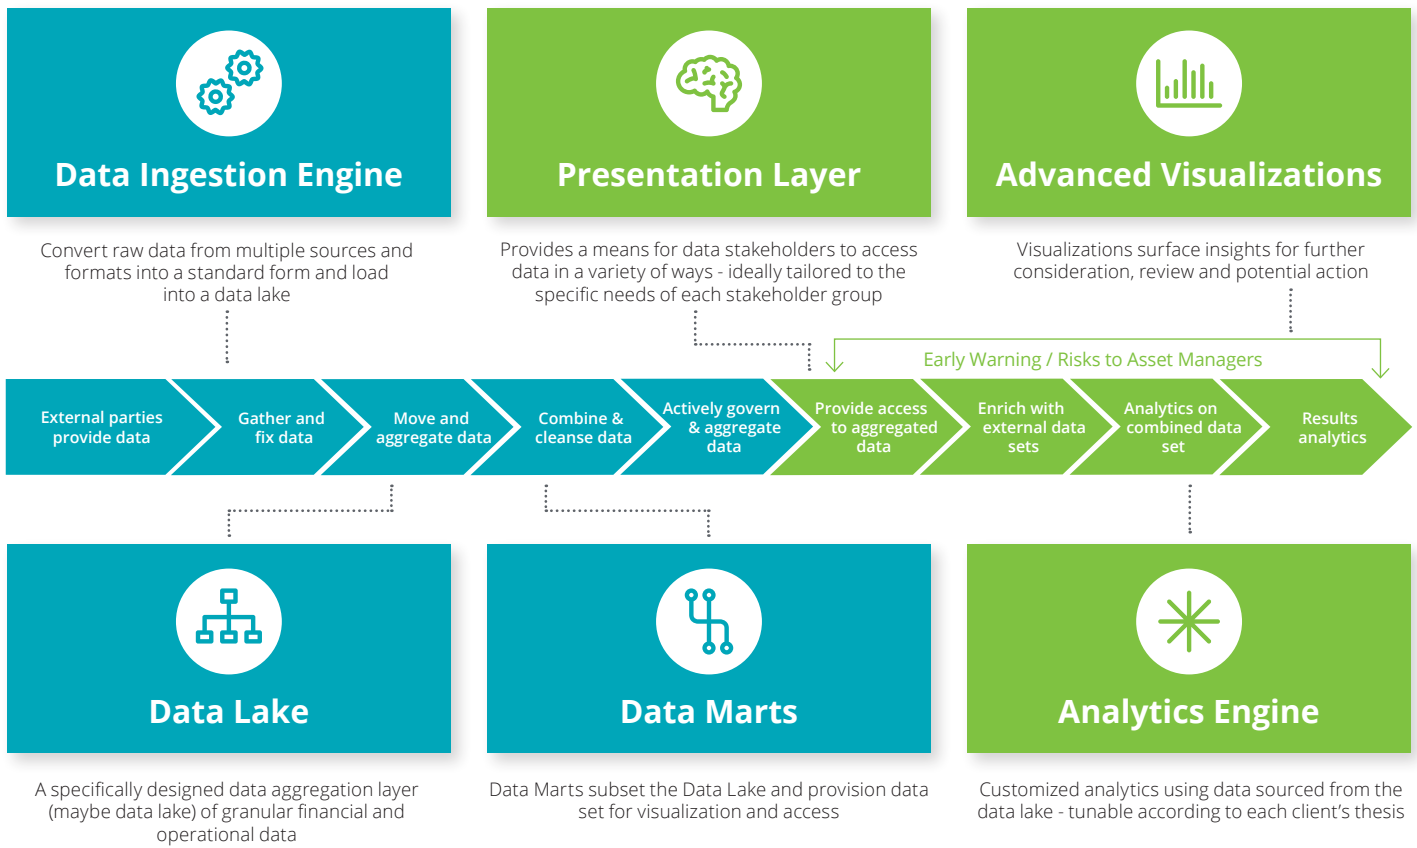 Data Ingestion Engine
Convert raw data from multiple sources and
formats into a standard form and load
into a data lake
Presentation Layer
Provides a means for data stakeholders to access
data in a variety of ways - ideally tailored to the
specific needs of each stakeholder group
Advanced Visualizations
Visualizations surface insights for further
consideration, review and potential action
Early Warning / Risks to Asset Managers
External parties
provide data
Gather and
fix data
Move and
aggregate data
Combine &
cleanse data
Actively govern
& aggregate
data
Provide access
to aggregated
data
Enrich with
external data
sets
Analytics on
combined data
set
Results
analytics
Data Lake
A specifically designed data aggregation layer
(maybe data lake) of granular financial and
operational data
Data Marts
Data Marts subset the Data Lake and provision data
set for visualization and access
Analytics Engine
Customized analytics using data sourced from the
data lake - tunable according to each client's thesis